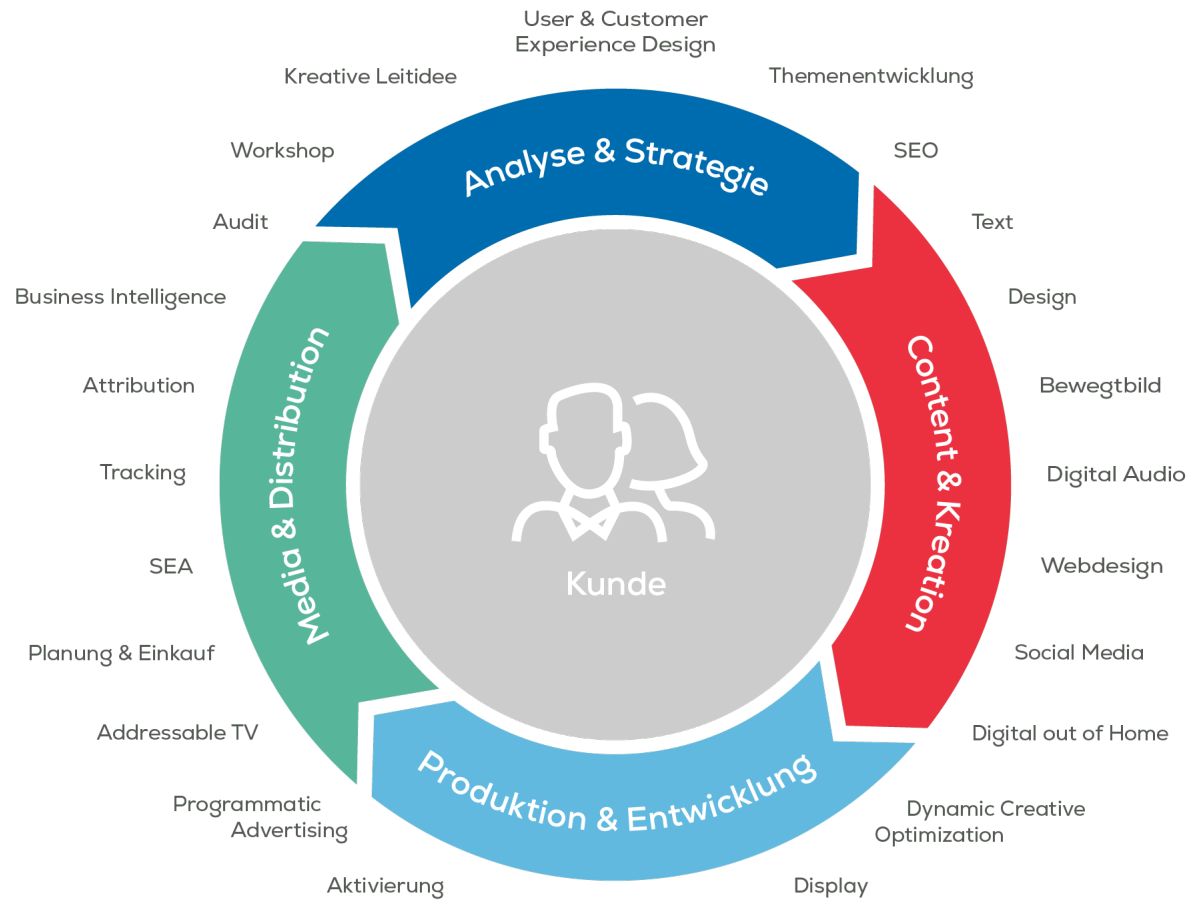 User & Customer
Experience Design
Kreative Leitidee
Themenentwicklung
Workshop
Analyse & Strategie
SEO
Audit
Text
Business Intelligence
Design
Attribution
Bewegtbild
Media & Distribution
Content & Kreation
Tracking
Digital Audio
SEA
Kunde
Webdesign
Planung & Einkauf
Social Media
Addressable TV
Digital out of Home
Produktion & Entwicklung
Programmatic
Advertising
Dynamic Creative
Optimization
Aktivierung
Display